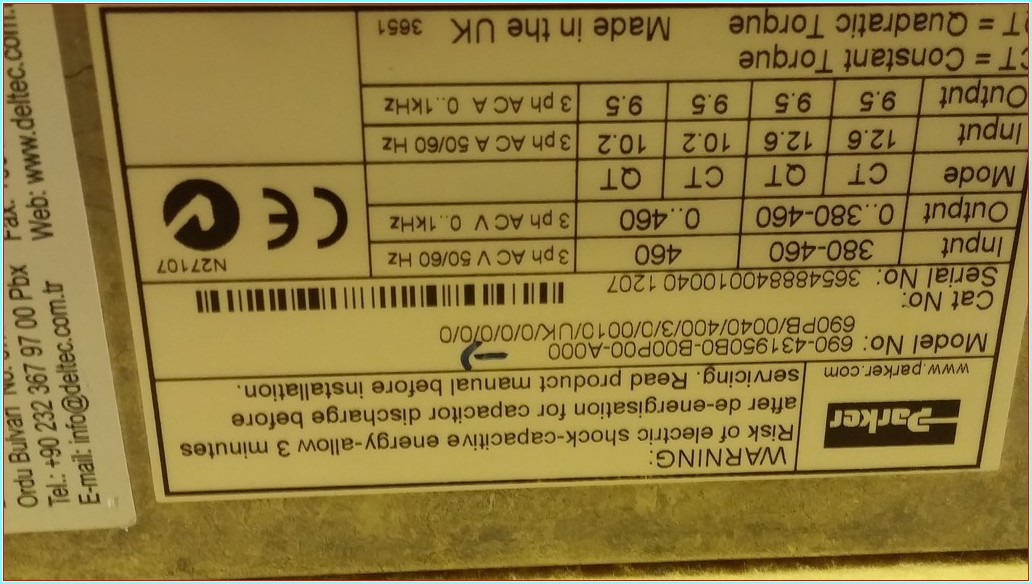 Parker
www.parker.com
WARNING:
Risk of electric shock-capacitive energy-allow 3 minutes
after de-energisation for capacitor discharge before
servicing. Read product manual before installation.
Model No: 690-431950B0-B00P00-A000
690PB/0040/400/3/0/0010/UK/0/0/0/0/0
Cat No:
Serial No: 365488840010040 1207
Input 380-460 460 3 ph AC V 50/60 Hz
Output 0..380-460 0..460 3 ph AC V 0..1kHz
Mode CT QT CT QT
Input 12.6 12.6 10.2 10.2 3 ph AC A 50/60 Hz
Output 9.5 9.5 9.5 9.5 3 ph AC A 0..1kHz
CT = Constant Torque
QT = Quadratic Torque Made in the UK 3651
N27107
CE
Ordu Bulvarı No:
Tel.: +90 232 367 97 00 Pbx Fax:
E-mail: info@deltec.com.tr Web: www.deltec.com.